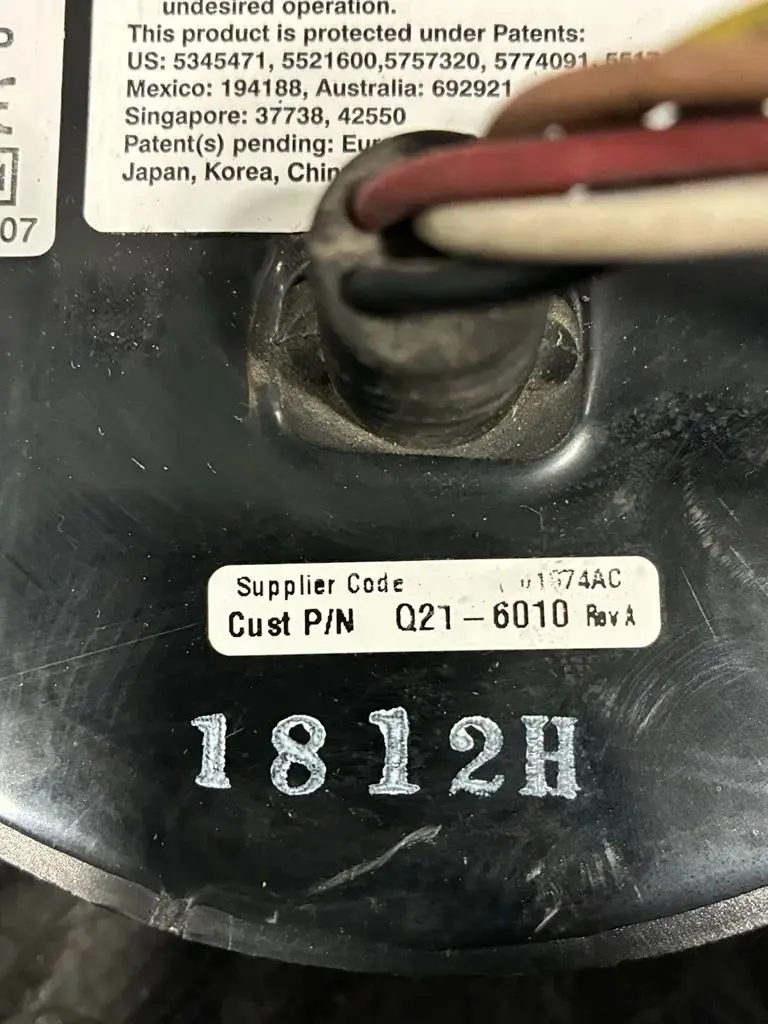 undesired operation.
This product is protected under Patents:
US: 5345471, 5521600,5757320, 5774091,
Mexico: 194188, Australia: 692921
Singapore: 37738, 42550
Patent(s) pending:
Japan, Korea,
07
Supplier Code
Cust P/N Q21-6010 Rev A
1812H